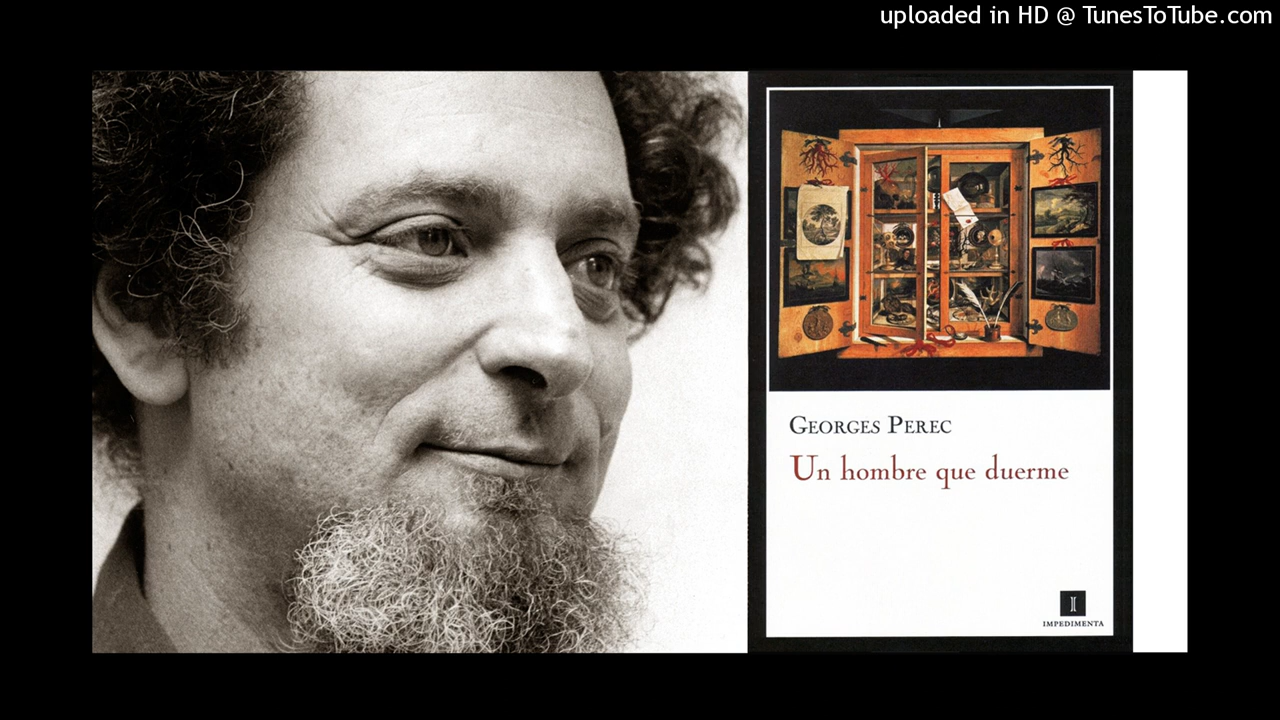 uploaded in HD @ TunesToTube.com
GEORGES PEREC
Un hombre que duerme
IMPEDIMENTA